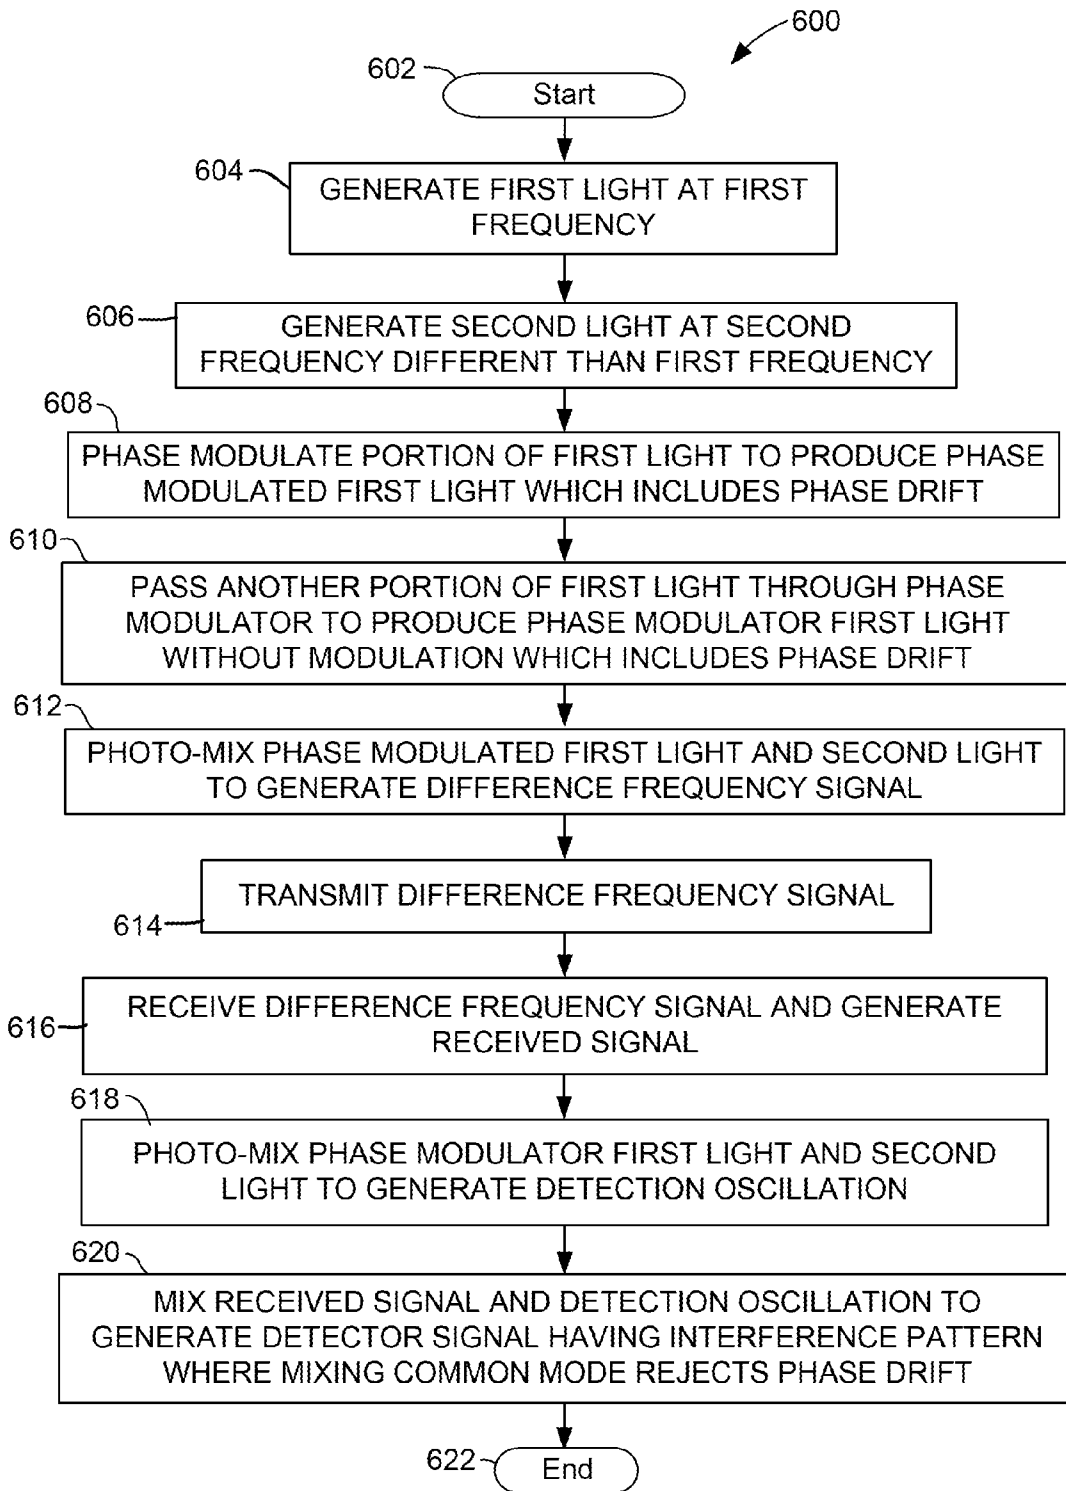 600
602
Start
604
GENERATE FIRST LIGHT AT FIRST
FREQUENCY
606
GENERATE SECOND LIGHT AT SECOND
FREQUENCY DIFFERENT THAN FIRST FREQUENCY
608
PHASE MODULATE PORTION OF FIRST LIGHT TO PRODUCE PHASE
MODULATED FIRST LIGHT WHICH INCLUDES PHASE DRIFT
610
PASS ANOTHER PORTION OF FIRST LIGHT THROUGH PHASE
MODULATOR TO PRODUCE PHASE MODULATOR FIRST LIGHT
WITHOUT MODULATION WHICH INCLUDES PHASE DRIFT
612
PHOTO-MIX PHASE MODULATED FIRST LIGHT AND SECOND LIGHT
TO GENERATE DIFFERENCE FREQUENCY SIGNAL
TRANSMIT DIFFERENCE FREQUENCY SIGNAL
614
RECEIVE DIFFERENCE FREQUENCY SIGNAL AND GENERATE
RECEIVED SIGNAL
616
618
PHOTO-MIX PHASE MODULATOR FIRST LIGHT AND SECOND
LIGHT TO GENERATE DETECTION OSCILLATION
620
MIX RECEIVED SIGNAL AND DETECTION OSCILLATION TO
GENERATE DETECTOR SIGNAL HAVING INTERFERENCE PATTERN
WHERE MIXING COMMON MODE REJECTS PHASE DRIFT
622
End